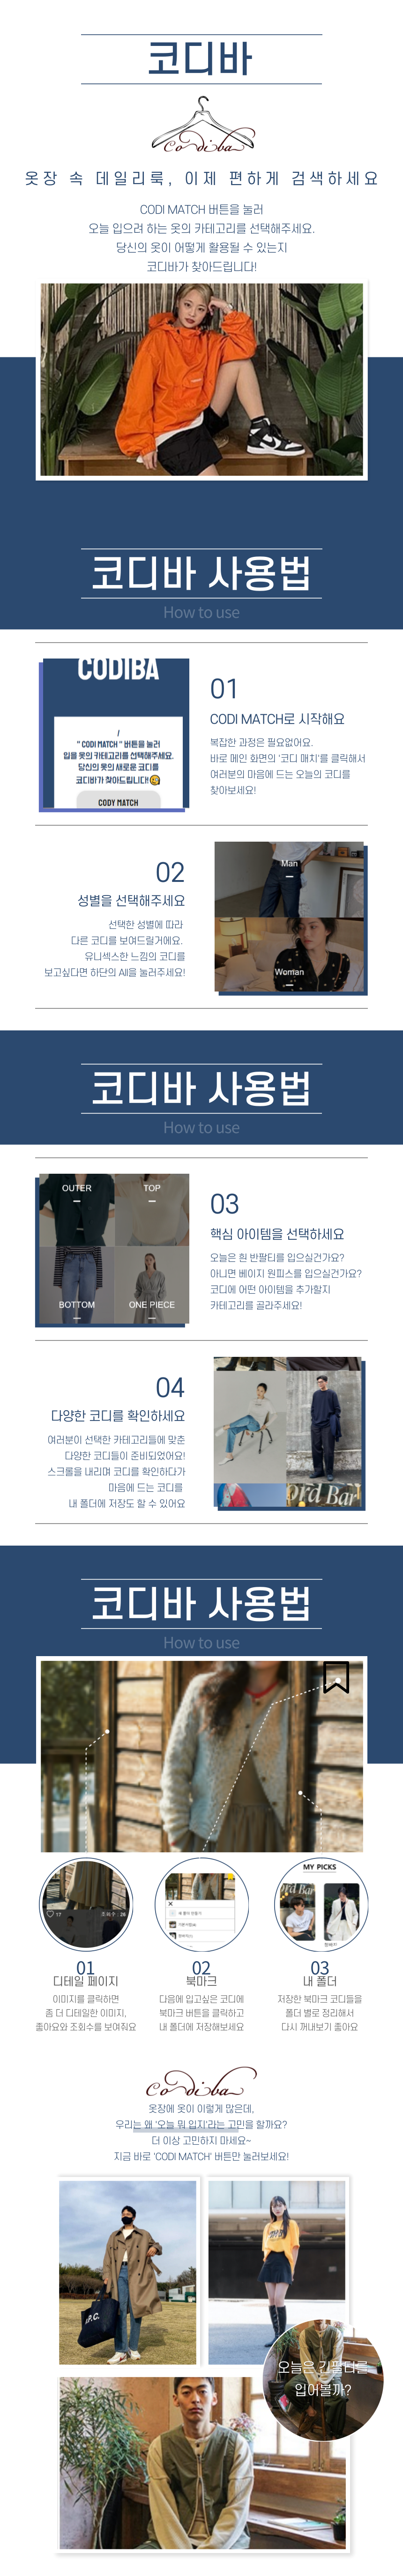 코디바
Codiba
옷장 속 데일리룩, 이제 편하게 검색하세요
CODI MATCH 버튼을 눌러
오늘 입으려 하는 옷의 카테고리를 선택해주세요.
당신의 옷이 어떻게 활용될 수 있는지
코디바가 찾아드립니다!
코디바 사용법
How to use
CODIBA
" CODI MATCH " 버튼을 눌러
입을 옷의 카테고리를 선택해주세요.
당신의 옷의 새로운 코디를
코디바가 찾아드립니다
CODY MATCH
01
CODI MATCH로 시작해요
복잡한 과정은 필요없어요.
바로 메인 화면의 '코디 매치'를 클릭해서
여러분의 마음에 드는 오늘의 코디를
찾아보세요!
02
성별을 선택해주세요
선택한 성별에 따라
다른 코디를 보여드릴거에요.
유니섹스한 느낌의 코디를
보고싶다면 하단의 All을 눌러주세요!
Man
Woman
코디바 사용법
How to use
OUTER
TOP
BOTTOM
ONE PIECE
03
핵심 아이템을 선택하세요
오늘은 흰 반팔티를 입으실건가요?
아니면 베이지 원피스를 입으실건가요?
코디에 어떤 아이템을 추가할지
카테고리를 골라주세요!
04
다양한 코디를 확인하세요
여러분이 선택한 카테고리들에 맞춘
다양한 코디들이 준비되었어요!
스크롤을 내리며 코디를 확인하다가
마음에 드는 코디를
내 폴더에 저장도 할 수 있어요
ord Bar
코디바 사용법
How to use
17
조회수 : 26
MY PICKS
01
디테일 페이지
이미지를 클릭하면
좀 더 디테일한 이미지,
좋아요와 조회수를 보여줘요
02
북마크
다음에 입고싶은 코디에
북마크 버튼을 클릭하고
내 폴더에 저장해보세요
03
내 폴더
저장한 북마크 코디들을
폴더 별로 정리해서
다시 꺼내보기 좋아요
Codiba
옷장에 옷이 이렇게 많은데,
우리는 왜 '오늘 뭐 입지'라는 고민을 할까요?
더 이상 고민하지 마세요~
지금 바로 'CODI MATCH' 버튼만 눌러보세요!
A.P.C.
오늘은 긴팔티를
입어볼까?